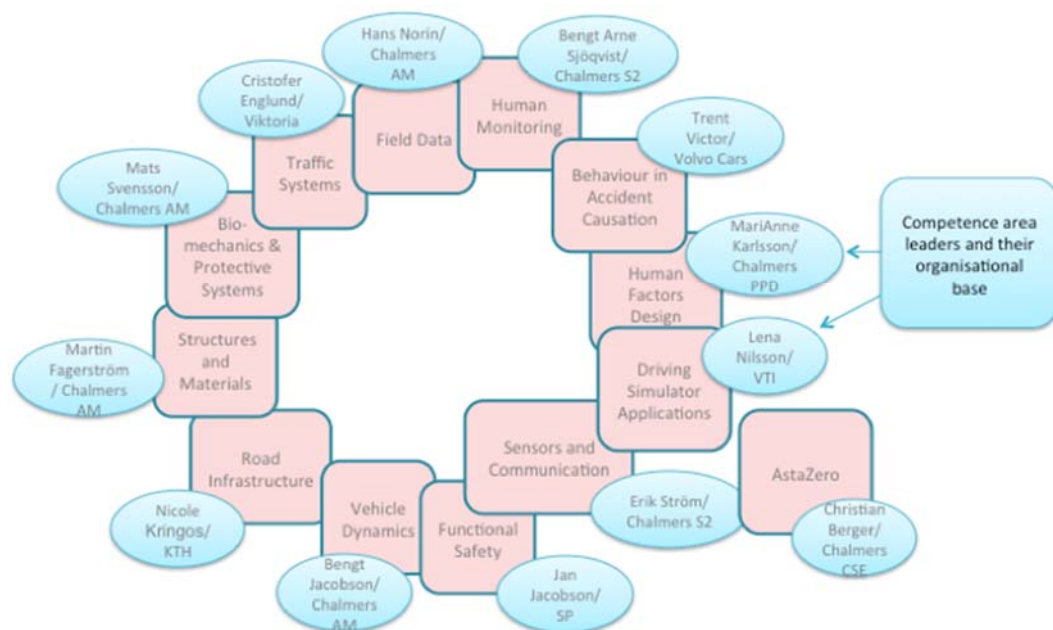 Hans Norin/
Chalmers
AM
Bengt Arne
Sjöqvist/
Chalmers S2
Cristofer
Englund/
Viktoria
Field Data
Human
Monitoring
Trent
Victor/
Volvo Cars
Traffic
Systems
Mats
Svensson/
Chalmers AM
Behaviour in
Accident
Causation
Bio-
mechanics &
Protective
Systems
MariAnne
Karlsson/
Chalmers
PPD
Competence area
leaders and their
organisational
base
Human
Factors
Design
Structures
and
Materials
Martin
Fagerström
/ Chalmers
AM
Lena
Nilsson/
VTI
Driving
Simulator
Applications
Road
Infrastructure
Sensors and
Communication
AstaZero
Nicole
Kringos/
KTH
Vehicle
Dynamics
Functional
Safety
Erik Ström/
Chalmers S2
Christian
Berger/
Chalmers
CSE
Bengt
Jacobson/
Chalmers
AM
Jan
Jacobson/
SP